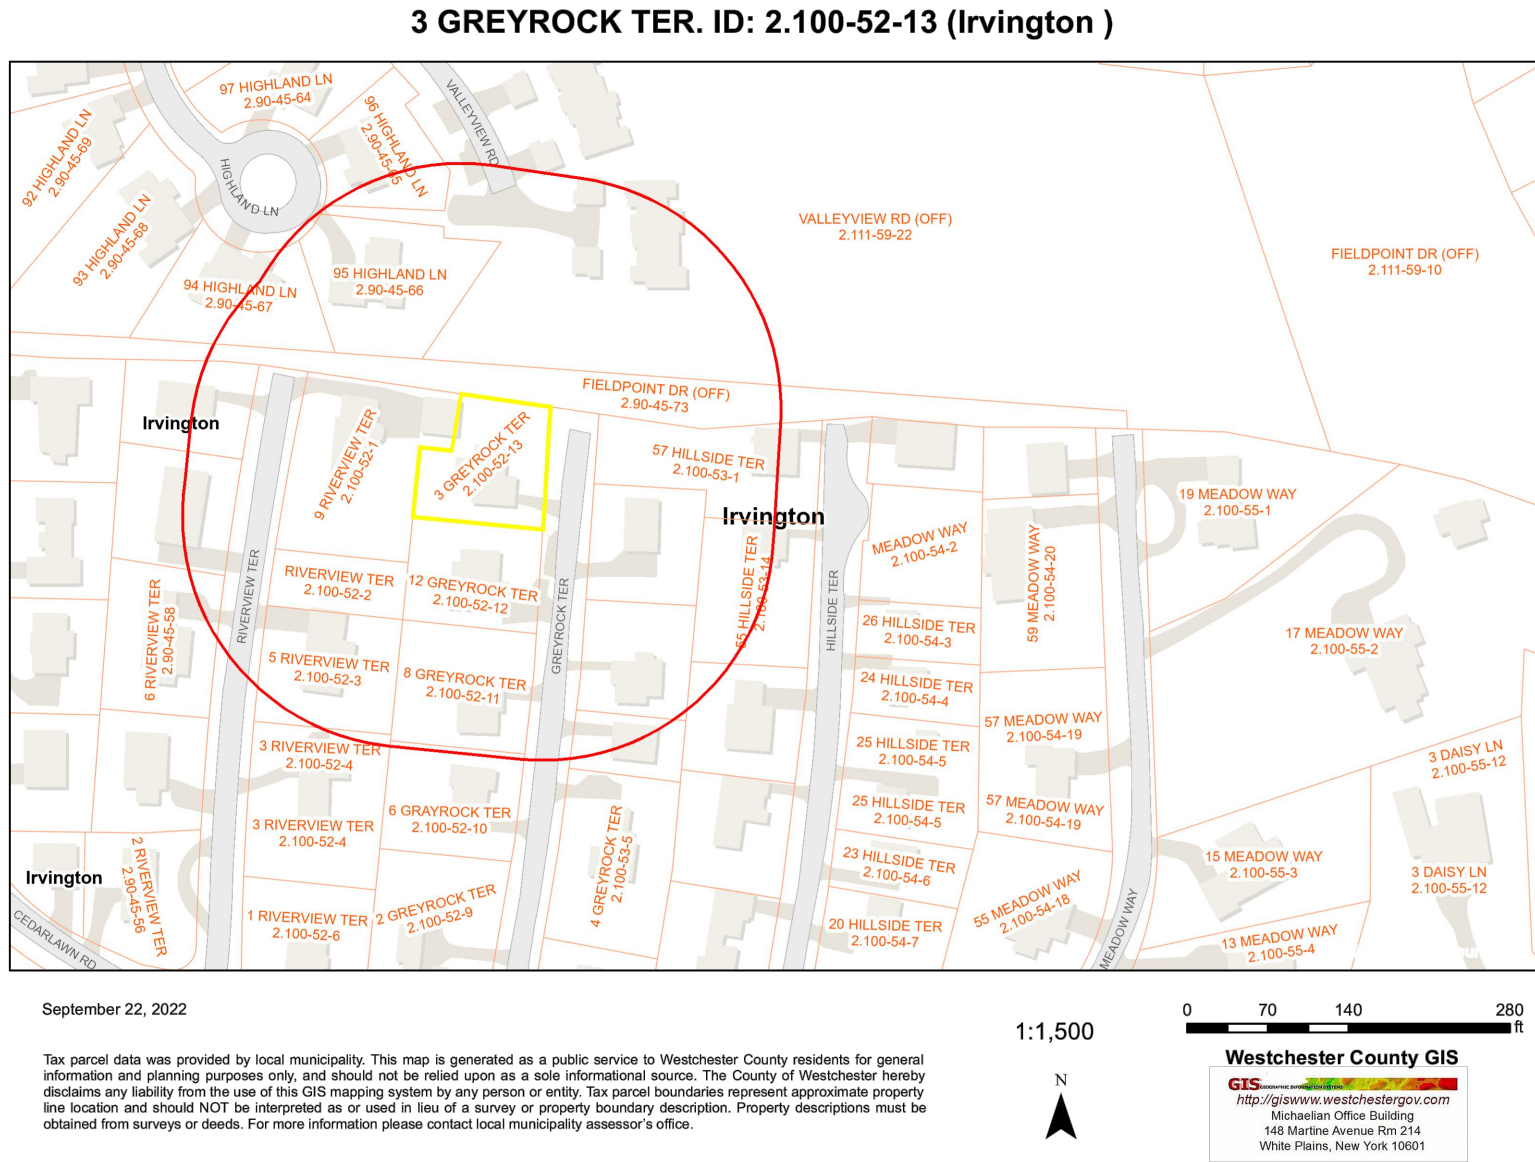 3 GREYROCK TER. ID: 2.100-52-13 (Irvington )
97 HIGHLAND LN
2.90-45-64
96 HIGHLAND LN
2.90-45-65
92 HIGHLAND LN
2.90-45-69
93 HIGHLAND LN
2.90-45-68
HIGHLAND LN
VALLEYVIEW RD
94 HIGHLAND LN
2.90-45-67
95 HIGHLAND LN
2.90-45-66
VALLEYVIEW RD (OFF)
2.111-59-22
FIELDPOINT DR (OFF)
2.111-59-10
FIELDPOINT DR (OFF)
2.90-45-73
Irvington
9 RIVERVIEW TER
2.100-52-1
3 GREYROCK TER
2.100-52-13
57 HILLSIDE TER
2.100-53-1
Irvington
MEADOW WAY
2.100-54-2
59 MEADOW WAY
2.100-54-20
19 MEADOW WAY
2.100-55-1
RIVERVIEW TER
RIVERVIEW TER
2.100-52-2
12 GREYROCK TER
2.100-52-12
GREYROCK TER
55 HILLSIDE TER
2.100-53-14
HILLSIDE TER
26 HILLSIDE TER
2.100-54-3
17 MEADOW WAY
2.100-55-2
6 RIVERVIEW TER
2.90-45-58
5 RIVERVIEW TER
2.100-52-3
8 GREYROCK TER
2.100-52-11
24 HILLSIDE TER
2.100-54-4
57 MEADOW WAY
2.100-54-19
3 RIVERVIEW TER
2.100-52-4
25 HILLSIDE TER
2.100-54-5
3 DAISY LN
2.100-55-12
3 RIVERVIEW TER
2.100-52-4
6 GRAYROCK TER
2.100-52-10
25 HILLSIDE TER
2.100-54-5
57 MEADOW WAY
2.100-54-19
4 GREYROCK TER
2.100-53-5
23 HILLSIDE TER
2.100-54-6
15 MEADOW WAY
2.100-55-3
3 DAISY LN
2.100-55-12
Irvington
2 RIVERVIEW TER
2.90-45-56
1 RIVERVIEW TER
2.100-52-6
2 GREYROCK TER
2.100-52-9
20 HILLSIDE TER
2.100-54-7
55 MEADOW WAY
2.100-54-18
MEADOW WAY
13 MEADOW WAY
2.100-55-4
CEDARLAWN RD
September 22, 2022
1:1,500
0 70 140 280
ft
Tax parcel data was provided by local municipality. This map is generated as a public service to Westchester County residents for general
information and planning purposes only, and should not be relied upon as a sole informational source. The County of Westchester hereby
disclaims any liability from the use of this GIS mapping system by any person or entity. Tax parcel boundaries represent approximate property
line location and should NOT be interpreted as or used in lieu of a survey or property boundary description. Property descriptions must be
obtained from surveys or deeds. For more information please contact local municipality assessor's office.
N
Westchester County GIS
GIS GEOGRAPHIC INFORMATION SYSTEMS
http://giswww.westchestergov.com
Michaelian Office Building
148 Martine Avenue Rm 214
White Plains, New York 10601